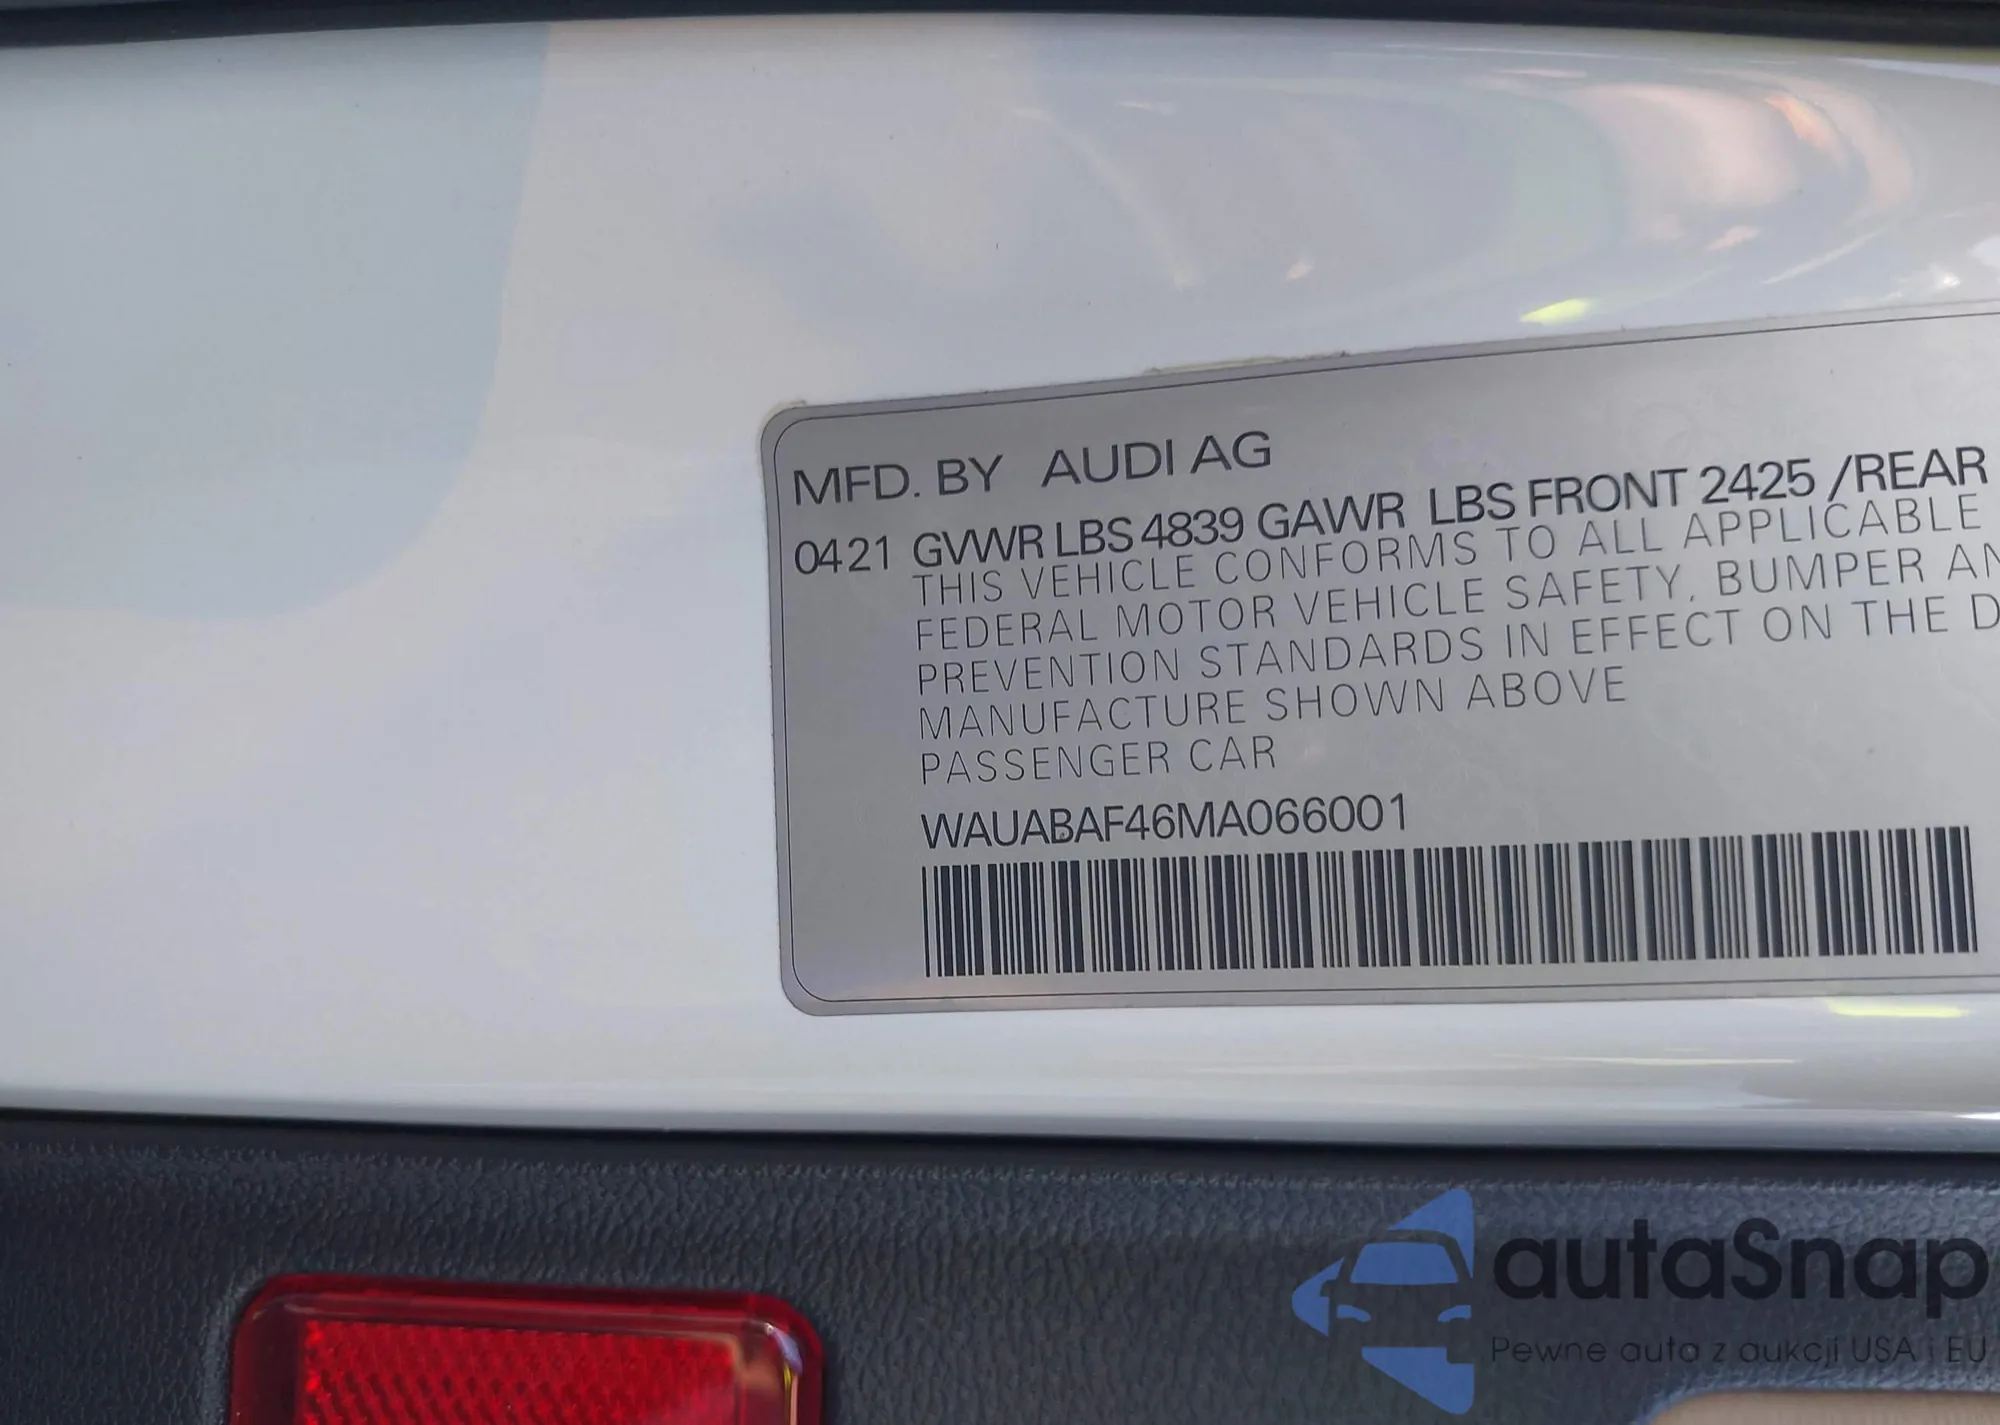 MFD. BY AUDI AG
0421 GVWR LBS 4839 GAWR LBS FRONT 2425 /REAR
THIS VEHICLE CONFORMS TO ALL APPLICABLE
FEDERAL MOTOR VEHICLE SAFETY, BUMPER AN
PREVENTION STANDARDS IN EFFECT ON THE D
MANUFACTURE SHOWN ABOVE
PASSENGER CAR
WAUABAF46MA066001
autaSnap
Pewne auta z aukcji USA i EU